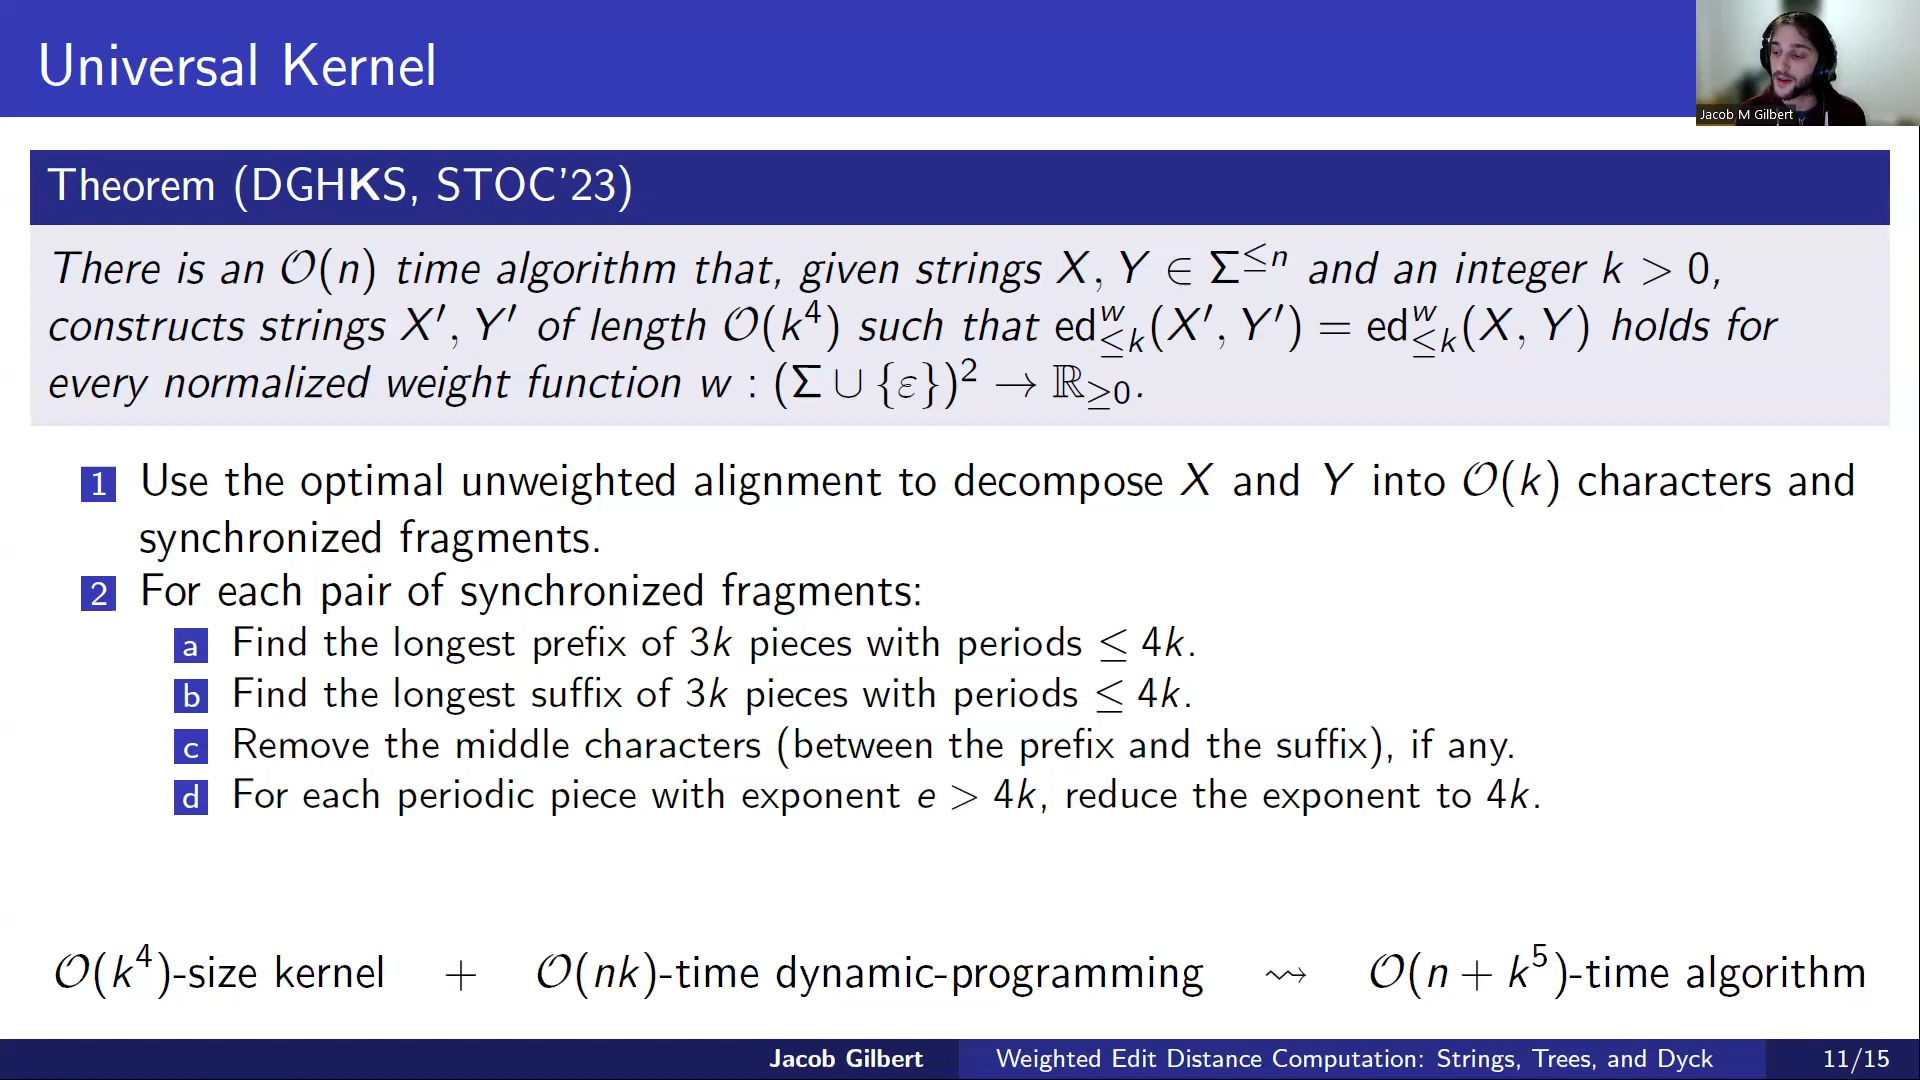 Universal Kernel
Jacob M Gilbert
Theorem (DGHKS, STOC'23)
There is an 𝒪(n) time algorithm that, given strings X, Y ∈ Σ^{≤n} and an integer k > 0,
constructs strings X′, Y′ of length 𝒪(k⁴) such that ed^w_{≤k}(X′, Y′) = ed^w_{≤k}(X, Y) holds for
every normalized weight function w : (Σ ∪ {ε})² → ℝ_{≥0}.
1 Use the optimal unweighted alignment to decompose X and Y into 𝒪(k) characters and
synchronized fragments.
2 For each pair of synchronized fragments:
a Find the longest prefix of 3k pieces with periods ≤ 4k.
b Find the longest suffix of 3k pieces with periods ≤ 4k.
c Remove the middle characters (between the prefix and the suffix), if any.
d For each periodic piece with exponent e > 4k, reduce the exponent to 4k.
𝒪(k⁴)-size kernel + 𝒪(nk)-time dynamic-programming ⇝ 𝒪(n + k⁵)-time algorithm
Jacob Gilbert Weighted Edit Distance Computation: Strings, Trees, and Dyck 11/15